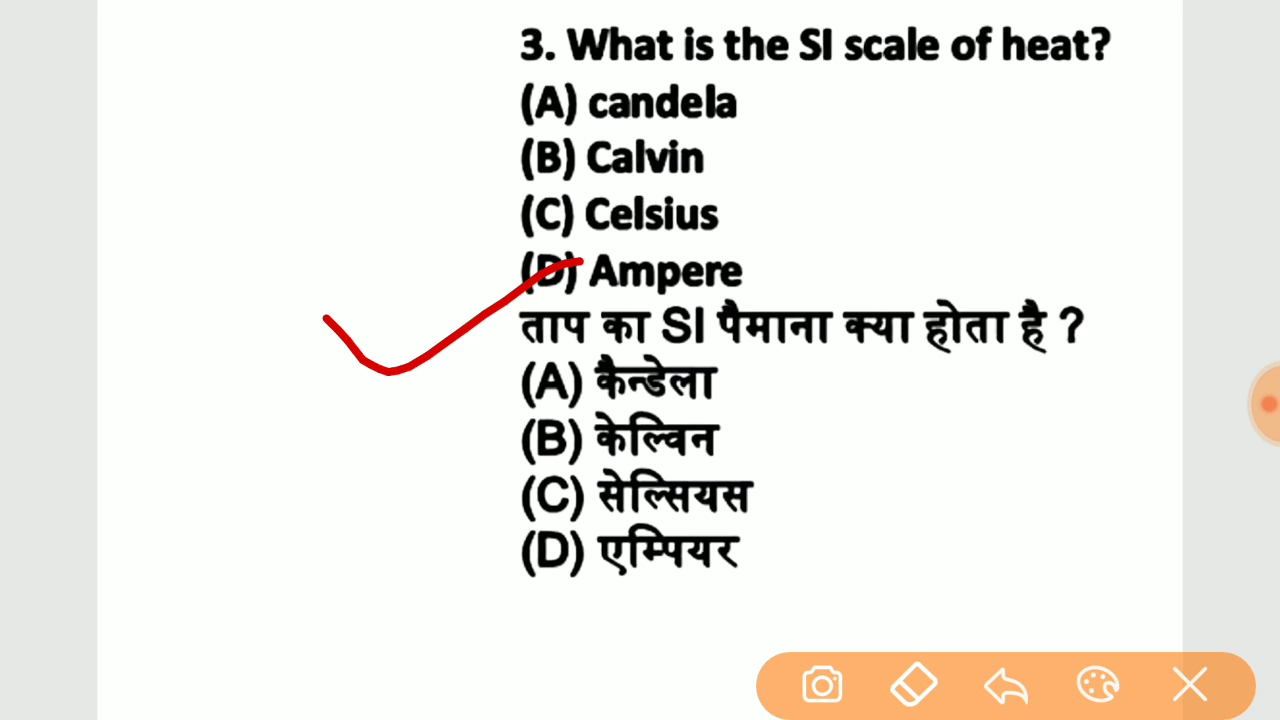 3. What is the SI scale of heat?
(A) candela
(B) Calvin
(C) Celsius
(D) Ampere
ताप का SI पैमाना क्या होता है ?
(A) कैन्डेला
(B) केल्विन
(C) सेल्सियस
(D) एम्पियर